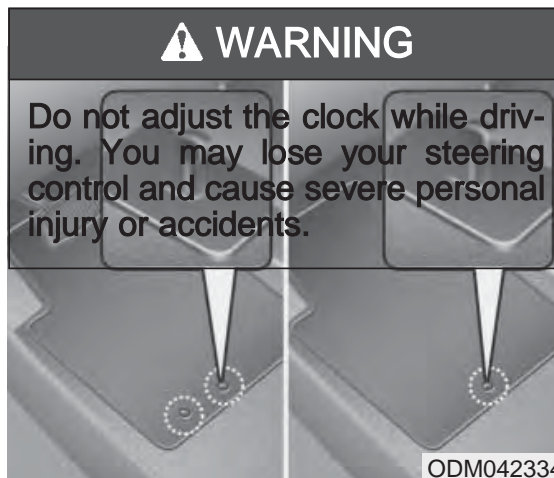 WARNING
Do not adjust the clock while driv-
ing. You may lose your steering
control and cause severe personal
injury or accidents.
ODM042334